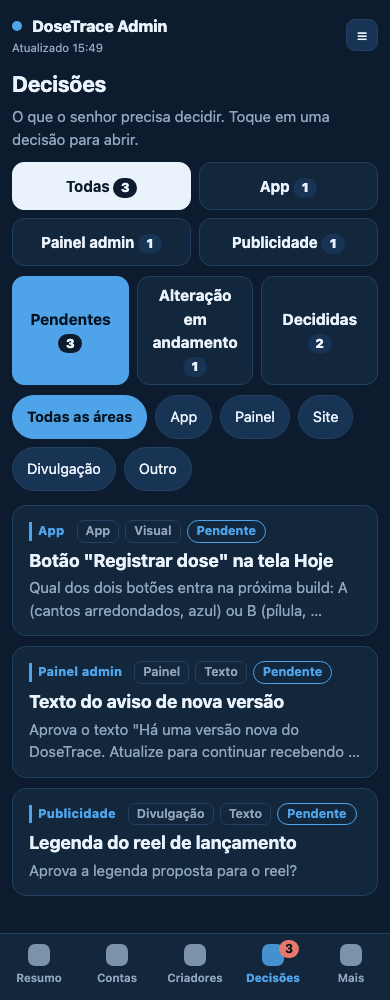 DoseTrace Admin
Atualizado 15:49
≡
Decisões
O que o senhor precisa decidir. Toque em uma
decisão para abrir.
Todas 3
App 1
Painel admin 1
Publicidade 1
Pendentes
3
Alteração
em
andamento
1
Decididas
2
Todas as áreas
App
Painel
Site
Divulgação
Outro
App App Visual Pendente
Botão "Registrar dose" na tela Hoje
Qual dos dois botões entra na próxima build: A
(cantos arredondados, azul) ou B (pílula, ...
Painel admin Painel Texto Pendente
Texto do aviso de nova versão
Aprova o texto "Há uma versão nova do
DoseTrace. Atualize para continuar recebendo ...
Publicidade Divulgação Texto Pendente
Legenda do reel de lançamento
Aprova a legenda proposta para o reel?
3
Resumo
Contas
Criadores
Decisões
Mais